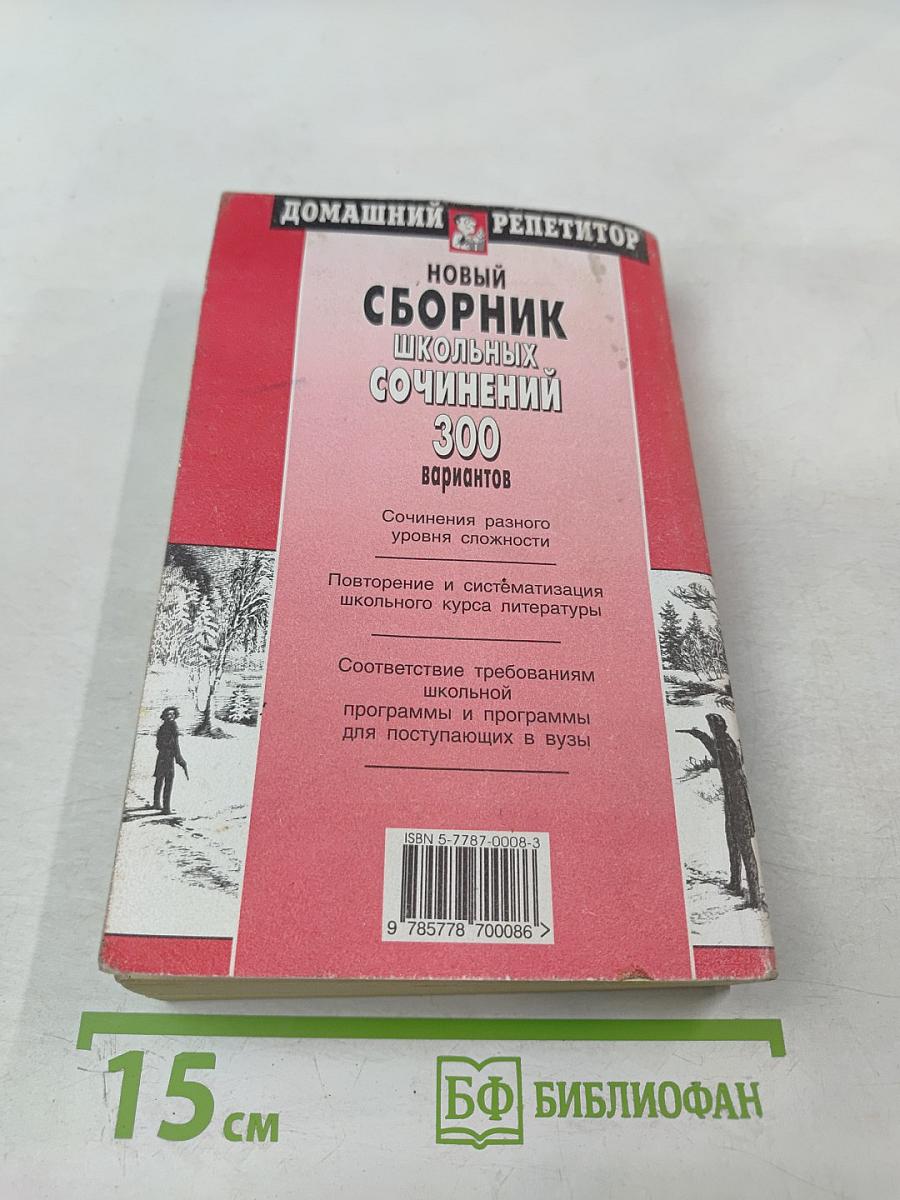 ДОМАШНИЙ РЕПЕТИТОР
НОВЫЙ
СБОРНИК
ШКОЛЬНЫХ
СОЧИНЕНИЙ
300
вариантов
Сочинения разного
уровня сложности
Повторение и систематизация
школьного курса литературы
Соответствие требованиям
школьной
программы и программы
для поступающих в вузы
ISBN 5-7787-0008-3
9 785778 700086 >
15 см
БФ БИБЛИОФАН